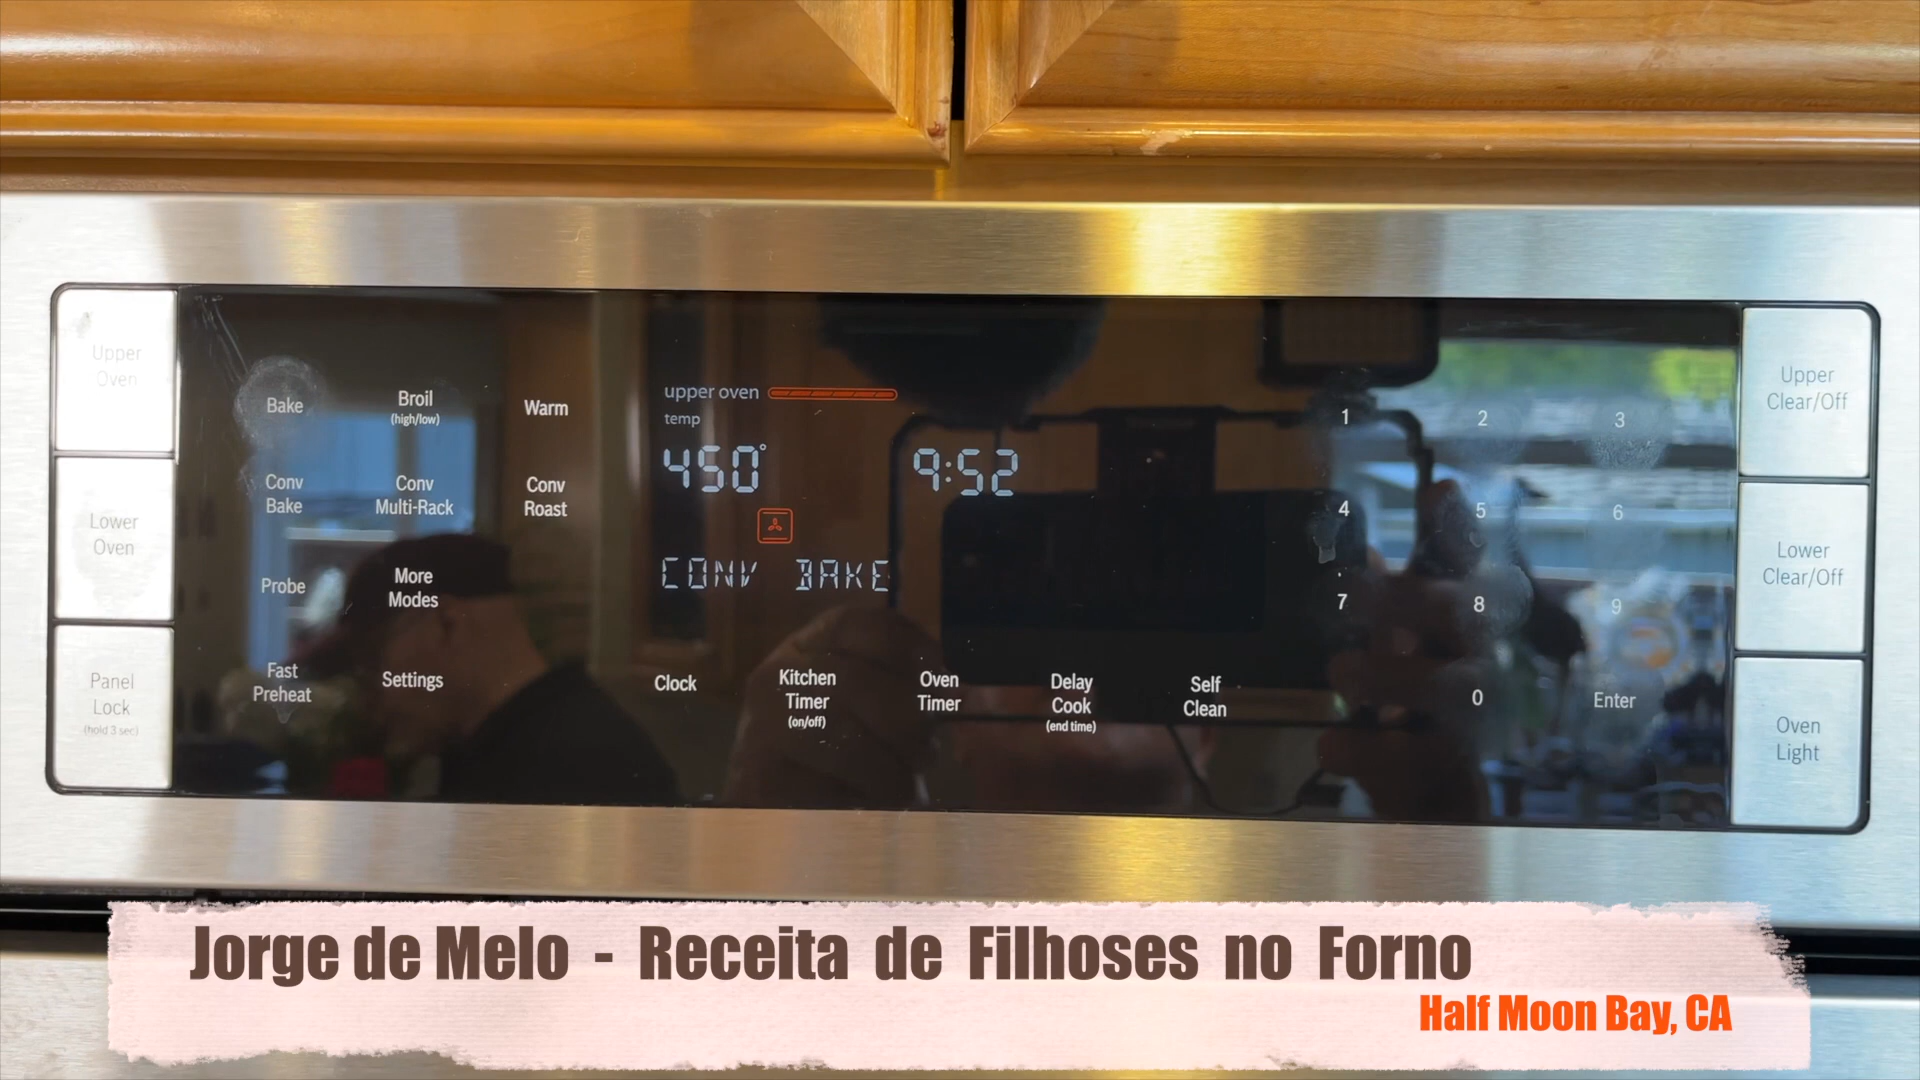 Upper
Oven
Lower
Oven
Panel
Lock
(hold 3 sec)
Bake
Broil
(high/low)
Warm
Conv
Bake
Conv
Multi-Rack
Conv
Roast
Probe
More
Modes
Fast
Preheat
Settings
upper oven
temp
450°
9:52
CONV BAKE
Clock
Kitchen
Timer
(on/off)
Oven
Timer
Delay
Cook
(end time)
Self
Clean
1 2 3
4 5 6
7 8 9
0 Enter
Upper
Clear/Off
Lower
Clear/Off
Oven
Light
Jorge de Melo - Receita de Filhoses no Forno
Half Moon Bay, CA